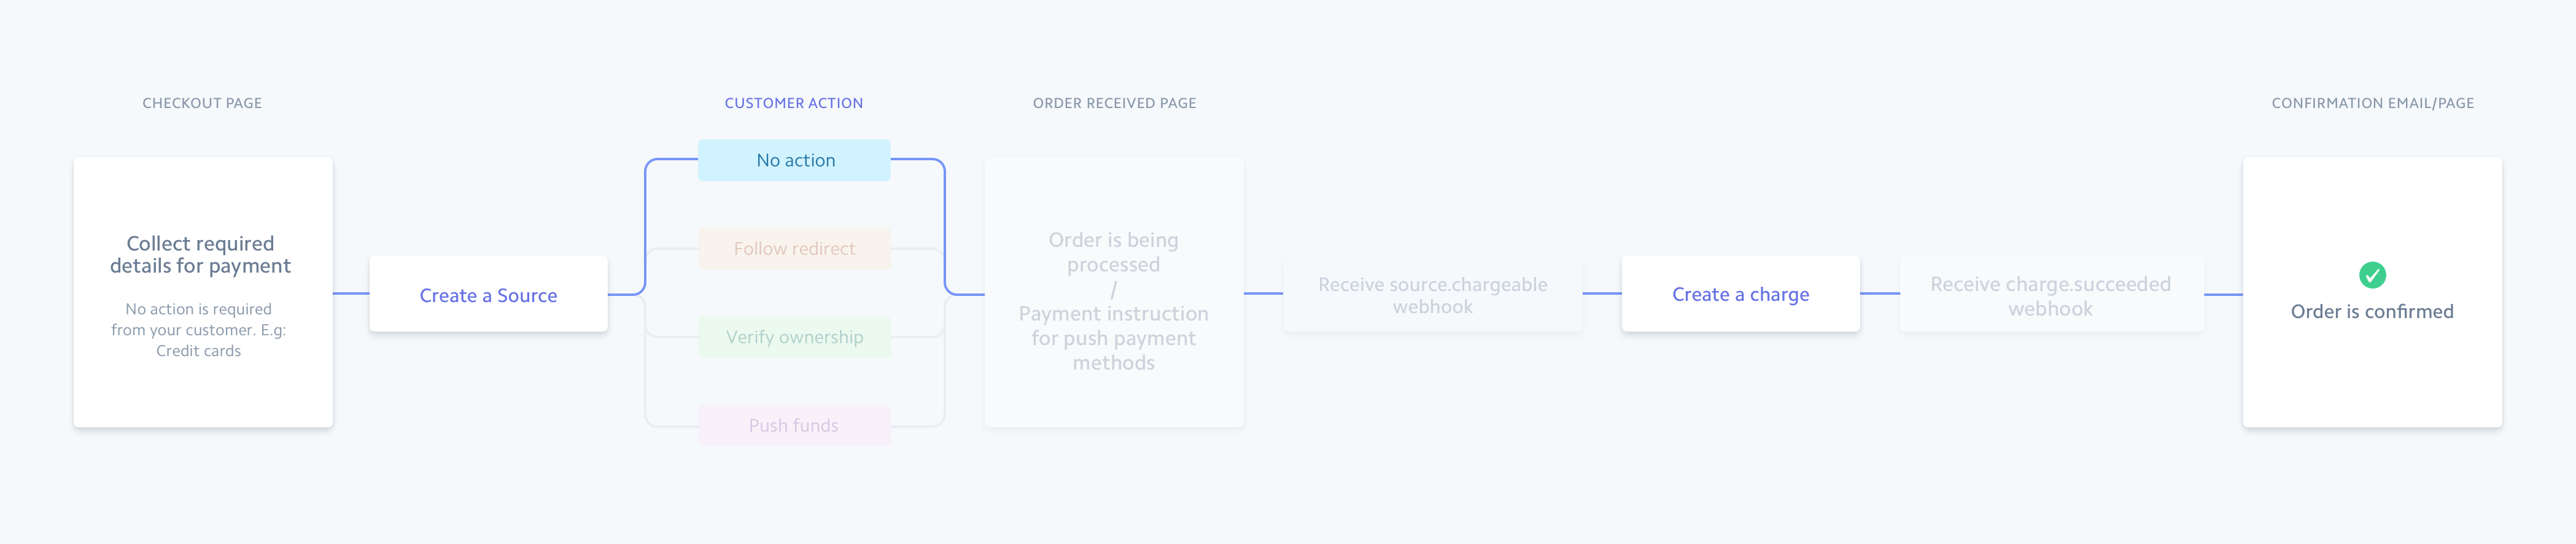 CHECKOUT PAGE
CUSTOMER ACTION
ORDER RECEIVED PAGE
CONFIRMATION EMAIL/PAGE
Collect required
details for payment
No action is required
from your customer. E.g:
Credit cards
Create a Source
No action
Follow redirect
Verify ownership
Push funds
Order is being
processed
/
Payment instruction
for push payment
methods
Receive source.chargeable
webhook
Create a charge
Receive charge.succeeded
webhook
Order is confirmed